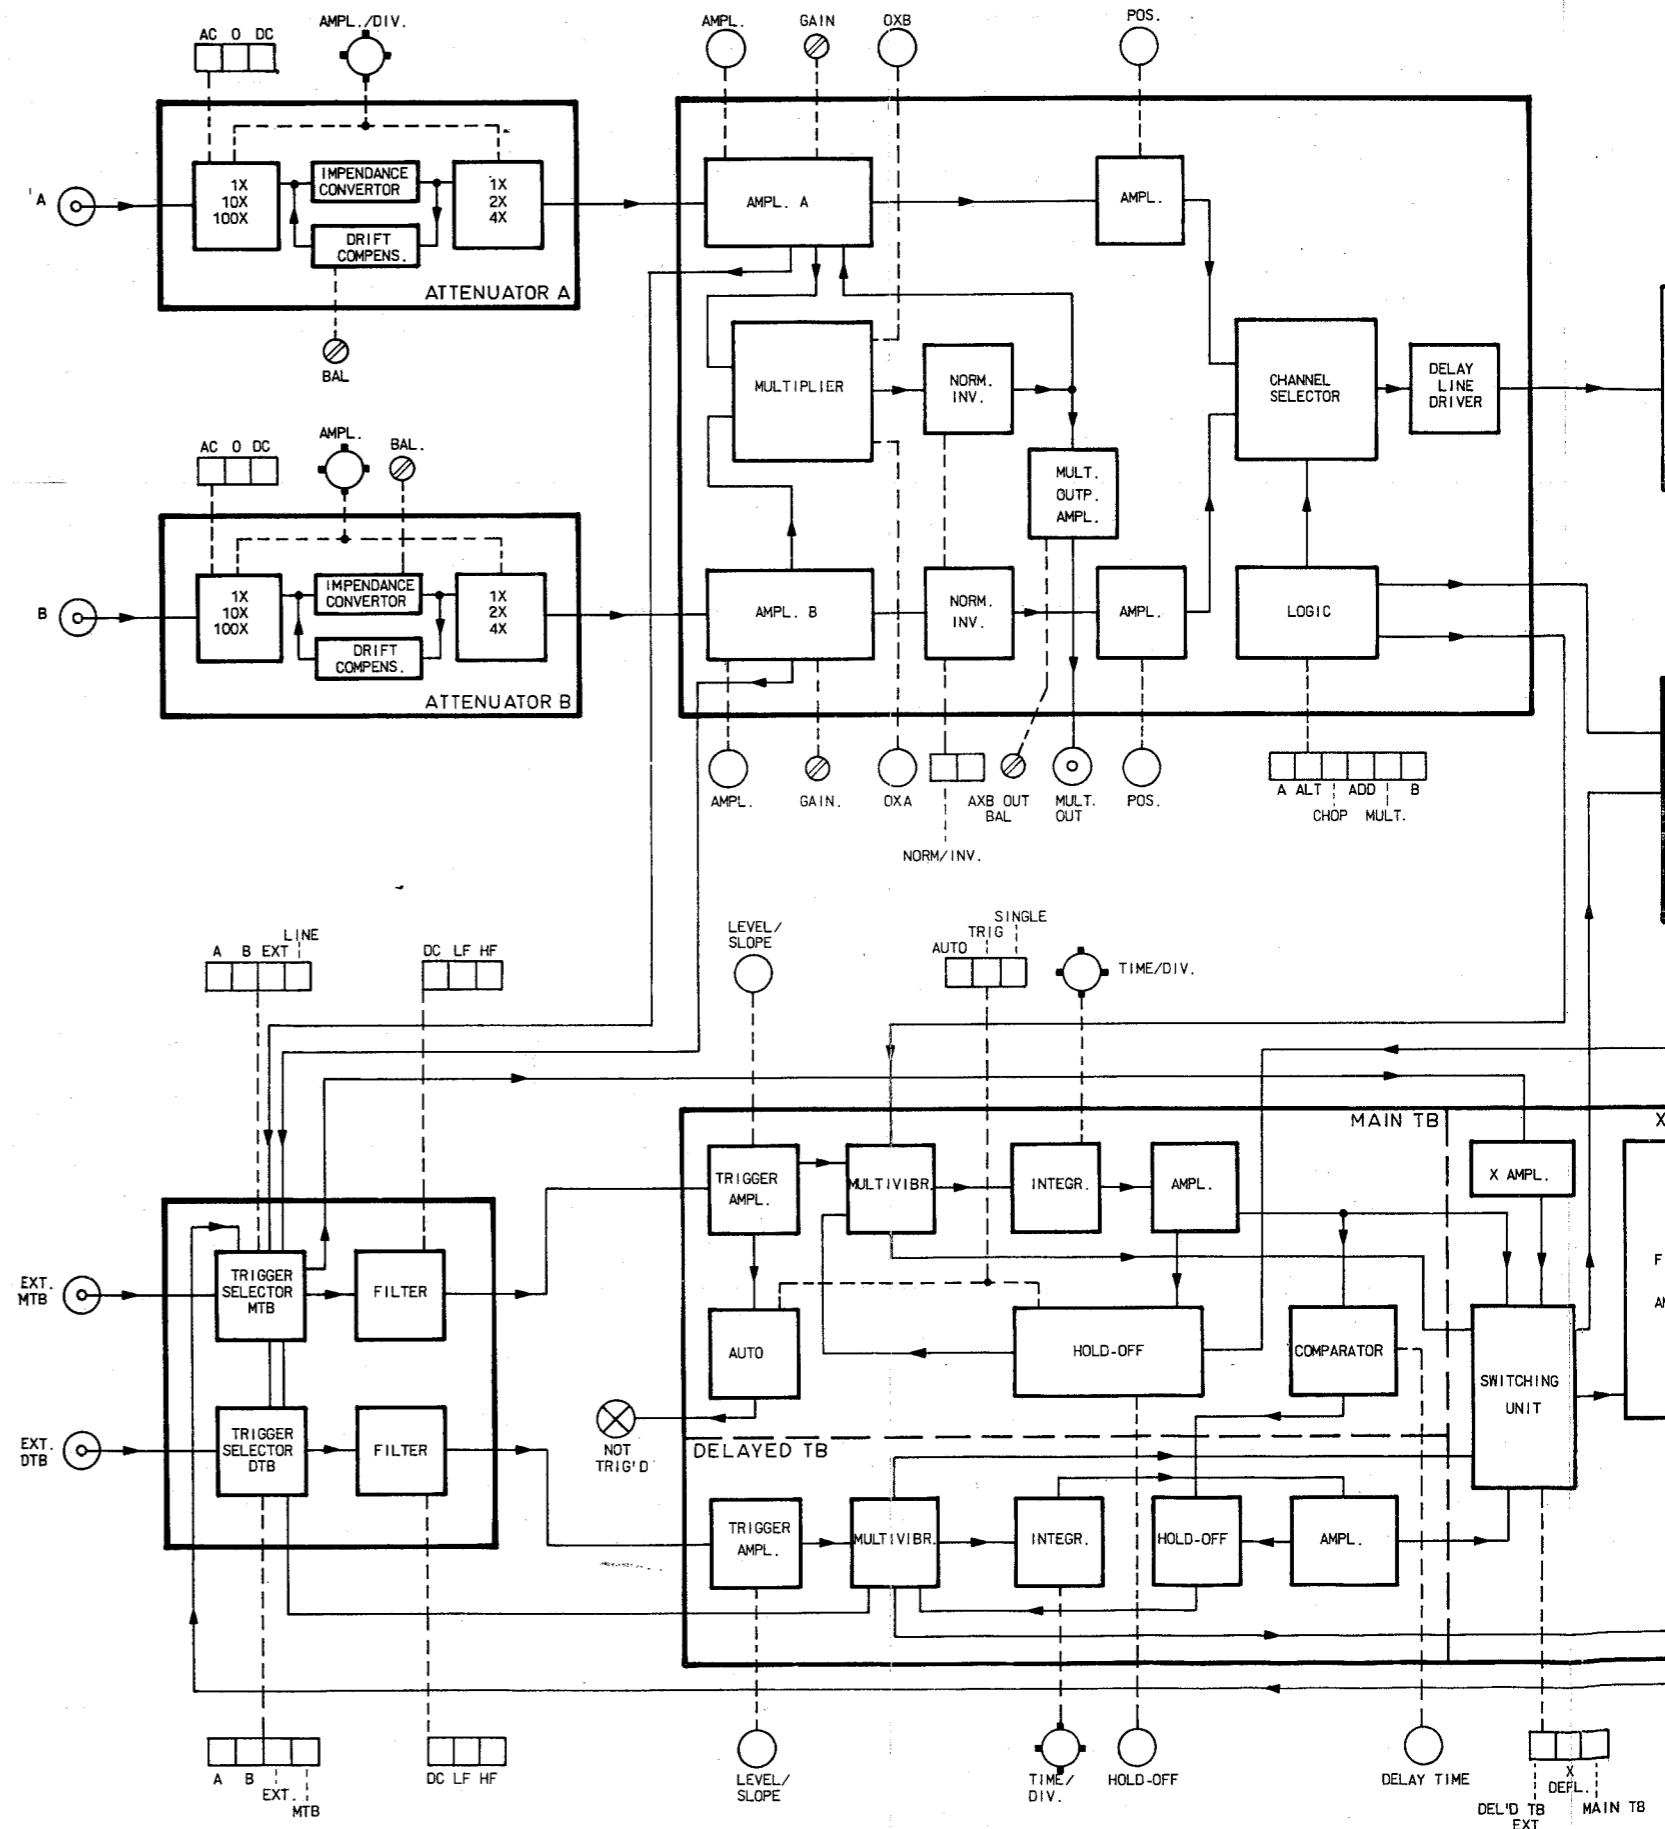 AMPL./DIV.
AC O DC
1X
10X
100X
IMPENDANCE
CONVERTOR
DRIFT
COMPENS.
1X
2X
4X
A
ATTENUATOR A
BAL
AMPL.
GAIN
OXB
POS.
AMPL. A
AMPL.
MULTIPLIER
NORM.
INV.
CHANNEL
SELECTOR
DELAY
LINE
DRIVER
MULT.
OUTP.
AMPL.
AMPL.
BAL.
AC O DC
1X
10X
100X
IMPENDANCE
CONVERTOR
DRIFT
COMPENS.
1X
2X
4X
B
ATTENUATOR B
AMPL. B
NORM.
INV.
AMPL.
LOGIC
AMPL.
GAIN.
OXA
NORM/INV.
AXB OUT
BAL
MULT.
OUT
POS.
A ALT ADD B
CHOP MULT.
LINE
A B EXT
DC LF HF
LEVEL/
SLOPE
SINGLE
TRIG
AUTO
TIME/DIV.
MAIN TB
X
EXT.
MTB
TRIGGER
SELECTOR
MTB
FILTER
TRIGGER
AMPL.
MULTIVIBR.
INTEGR.
AMPL.
X AMPL.
F
AUTO
HOLD-OFF
COMPARATOR
SWITCHING
UNIT
EXT.
DTB
TRIGGER
SELECTOR
DTB
FILTER
NOT
TRIG'D
DELAYED TB
TRIGGER
AMPL.
MULTIVIBR.
INTEGR.
HOLD-OFF
AMPL.
A B
EXT.
MTB
DC LF HF
LEVEL/
SLOPE
TIME/
DIV.
HOLD-OFF
DELAY TIME
X
DEFL.
DEL'D TB
EXT
MAIN TB